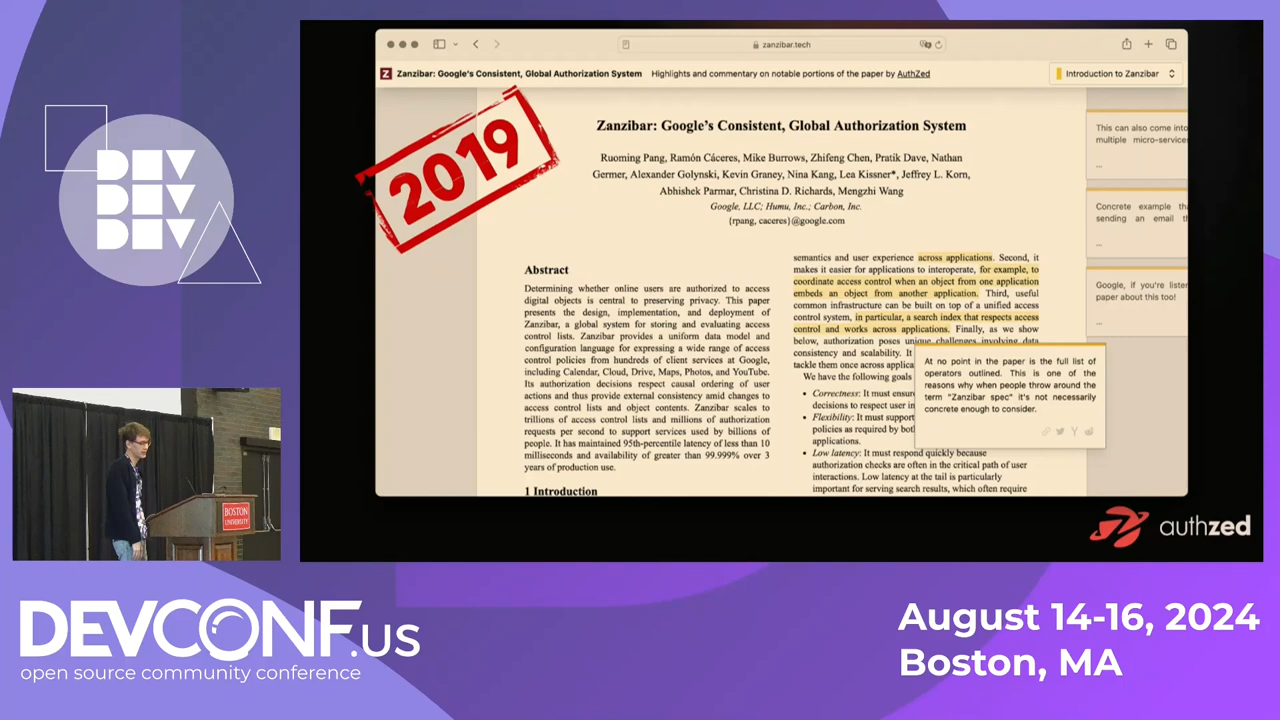 zanzibar.tech
Zanzibar: Google's Consistent, Global Authorization System Highlights and commentary on notable portions of the paper by AuthZed
Introduction to Zanzibar
2019
Zanzibar: Google's Consistent, Global Authorization System
Ruoming Pang, Ramón Cáceres, Mike Burrows, Zhifeng Chen, Pratik Dave, Nathan
Germer, Alexander Golynski, Kevin Graney, Nina Kang, Lea Kissner*, Jeffrey L. Korn,
Abhishek Parmar, Christina D. Richards, Mengzhi Wang
Google, LLC; Humu, Inc.; Carbon, Inc.
{rpang, caceres}@google.com
Abstract
Determining whether online users are authorized to access
digital objects is central to preserving privacy. This paper
presents the design, implementation, and deployment of
Zanzibar, a global system for storing and evaluating access
control lists. Zanzibar provides a uniform data model and
configuration language for expressing a wide range of access
control policies from hundreds of client services at Google,
including Calendar, Cloud, Drive, Maps, Photos, and YouTube.
Its authorization decisions respect causal ordering of user
actions and thus provide external consistency amid changes to
access control lists and object contents. Zanzibar scales to
trillions of access control lists and millions of authorization
requests per second to support services used by billions of
people. It has maintained 95th-percentile latency of less than 10
milliseconds and availability of greater than 99.999% over 3
years of production use.
1 Introduction
semantics and user experience across applications. Second, it
makes it easier for applications to interoperate, for example, to
coordinate access control when an object from one application
embeds an object from another application. Third, useful
common infrastructure can be built on top of a unified access
control system, in particular, a search index that respects access
control and works across applications. Finally, as we show
below, authorization poses unique challenges involving data
consistency and scalability. It
tackle them once across applica
We have the following goals
• Correctness: It must ensur
decisions to respect user in
• Flexibility: It must support
policies as required by bot
applications.
• Low latency: It must respond quickly because
authorization checks are often in the critical path of user
interactions. Low latency at the tail is particularly
important for serving search results, which often require
At no point in the paper is the full list of
operators outlined. This is one of the
reasons why when people throw around the
term "Zanzibar spec" it's not necessarily
concrete enough to consider.
This can also come into
multiple micro-service
...
Concrete example tha
sending an email th
...
Google, if you're listen
paper about this too!
...
authzed
DEV
DEV
DEV
BOSTON
UNIVERSITY
DEVCONF.US
open source community conference
August 14-16, 2024
Boston, MA